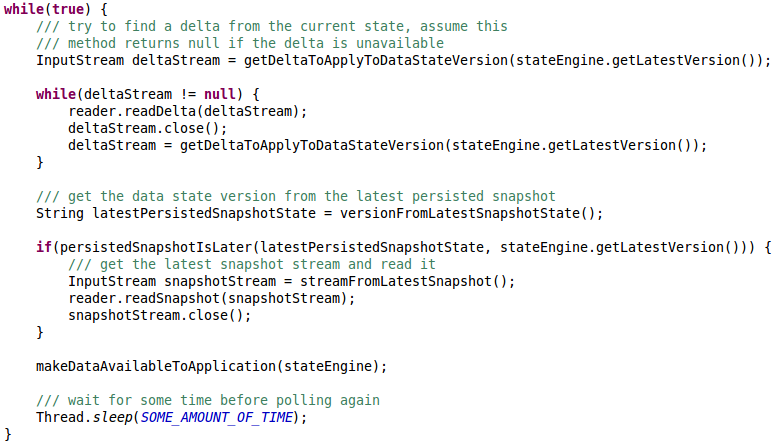 while(true) {
    /// try to find a delta from the current state, assume this
    /// method returns null if the delta is unavailable
    InputStream deltaStream = getDeltaToApplyToDataStateVersion(stateEngine.getLatestVersion());

    while(deltaStream != null) {
        reader.readDelta(deltaStream);
        deltaStream.close();
        deltaStream = getDeltaToApplyToDataStateVersion(stateEngine.getLatestVersion());
    }

    /// get the data state version from the latest persisted snapshot
    String latestPersistedSnapshotState = versionFromLatestSnapshotState();

    if(persistedSnapshotIsLater(latestPersistedSnapshotState, stateEngine.getLatestVersion())) {
        /// get the latest snapshot stream and read it
        InputStream snapshotStream = streamFromLatestSnapshot();
        reader.readSnapshot(snapshotStream);
        snapshotStream.close();
    }

    makeDataAvailableToApplication(stateEngine);

    /// wait for some time before polling again
    Thread.sleep(SOME_AMOUNT_OF_TIME);
}